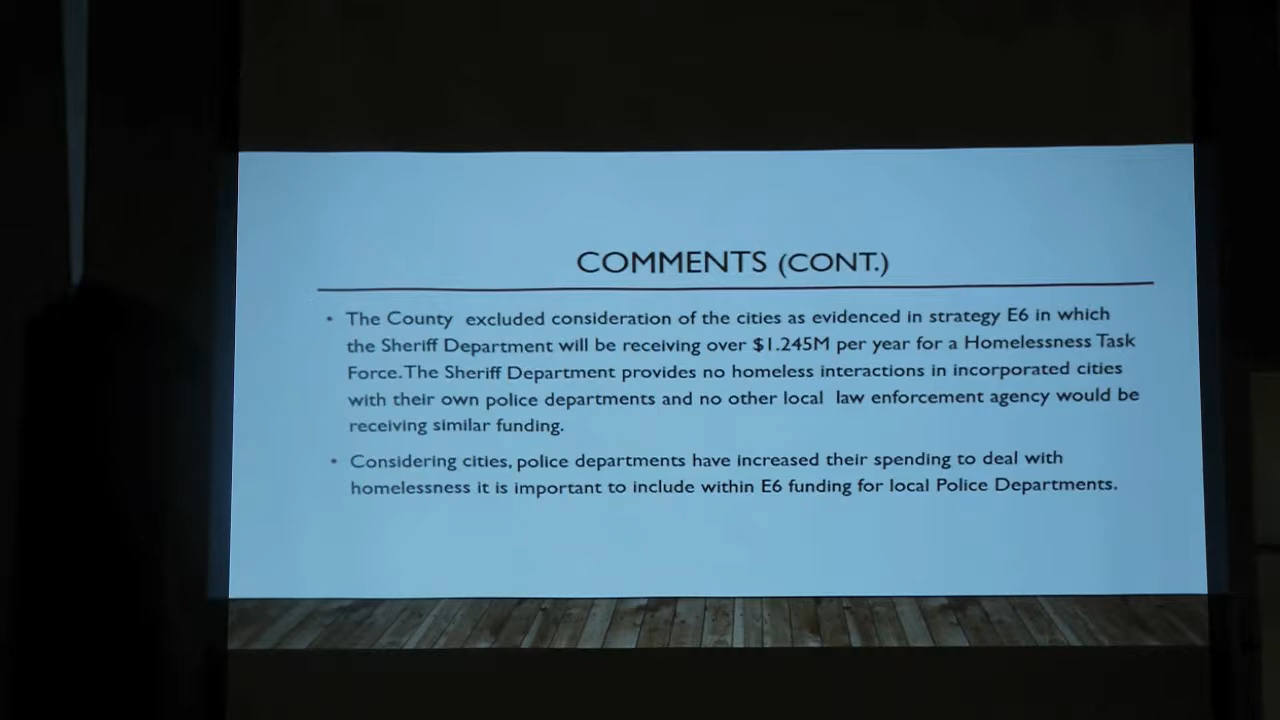 COMMENTS (CONT.)
• The County excluded consideration of the cities as evidenced in strategy E6 in which
the Sheriff Department will be receiving over $1.245M per year for a Homelessness Task
Force. The Sheriff Department provides no homeless interactions in incorporated cities
with their own police departments and no other local law enforcement agency would be
receiving similar funding.
• Considering cities, police departments have increased their spending to deal with
homelessness it is important to include within E6 funding for local Police Departments.